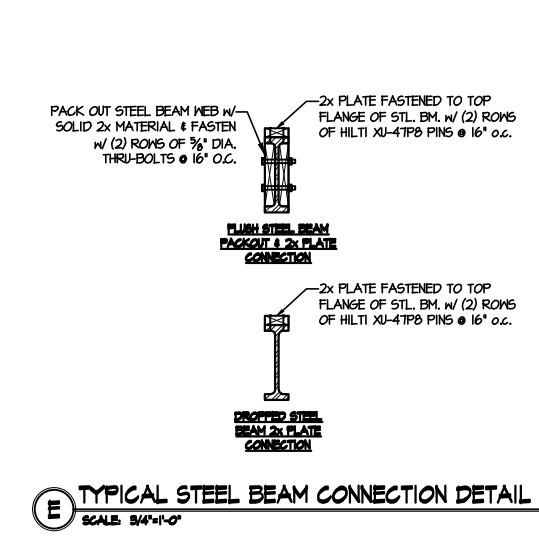 2x PLATE FASTENED TO TOP
FLANGE OF STL. BM. W/ (2) ROWS
OF HILTI XU-47P8 PINS @ 16" O.C.
PACK OUT STEEL BEAM WEB W/
SOLID 2x MATERIAL & FASTEN
W/ (2) ROWS OF 5/8" DIA.
THRU-BOLTS @ 16" O.C.
FLUSH STEEL BEAM
PACKOUT & 2x PLATE
CONNECTION
2x PLATE FASTENED TO TOP
FLANGE OF STL. BM. W/ (2) ROWS
OF HILTI XU-47P8 PINS @ 16" O.C.
DROPPED STEEL
BEAM 2x PLATE
CONNECTION
E
TYPICAL STEEL BEAM CONNECTION DETAIL
SCALE: 3/4"=1'-0"